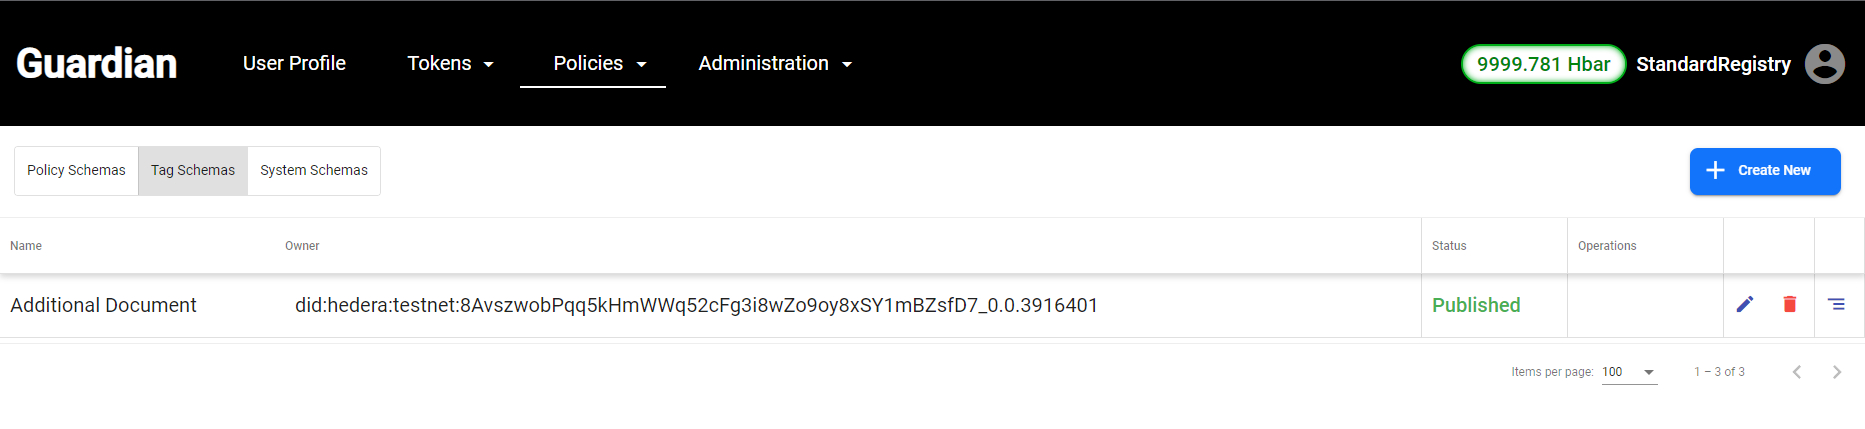 Guardian User Profile Tokens Policies Administration 9999.781 Hbar StandardRegistry
Policy Schemas Tag Schemas System Schemas Create New
Name Owner Status Operations
Additional Document did:hedera:testnet:8AvszwobPqq5kHmWWq52cFg3i8wZo9oy8xSY1mBZsfD7_0.0.3916401 Published
Items per page: 100 1 – 3 of 3